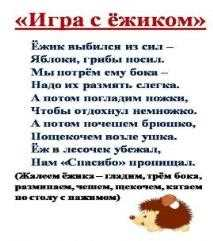 «Игра с ёжиком»
Ёжик выбился из сил –
Яблоки, грибы носил.
Мы потрём ему бока –
Надо их размять слегка.
А потом погладим ножки,
Чтобы отдохнул немножко.
А потом почешем брюшко,
Пощекочем возле ушка.
Ёж в лесочек убежал,
Нам «Спасибо» пропищал.
(Жалеем ёжика – гладим, трём бока,
разминаем, чешем, щекочем, катаем
по столу с нажимом)